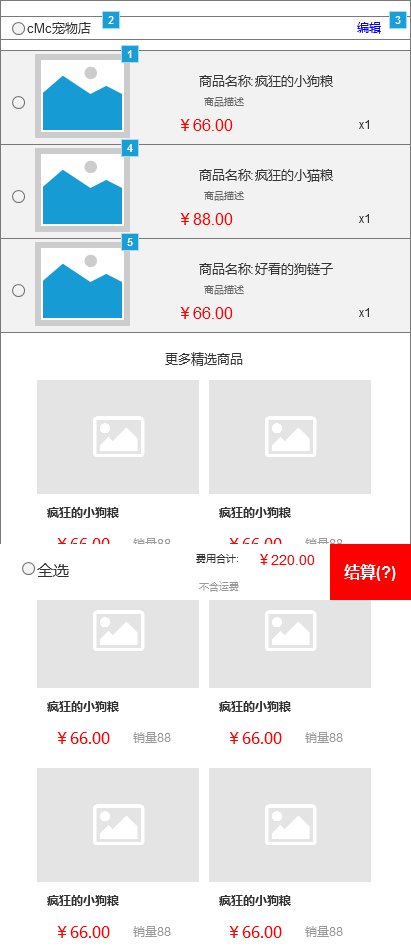 2
3
cMc宠物店
编辑
1
商品名称:疯狂的小狗粮
商品描述
￥66.00
x1
4
商品名称:疯狂的小猫粮
商品描述
￥88.00
x1
5
商品名称:好看的狗链子
商品描述
￥66.00
x1
更多精选商品
疯狂的小狗粮
疯狂的小狗粮
￥66.00 销量88
￥66.00 销量88
全选
费用合计:
￥220.00
不含运费
结算(?)
疯狂的小狗粮
疯狂的小狗粮
￥66.00 销量88
￥66.00 销量88
疯狂的小狗粮
疯狂的小狗粮
￥66.00 销量88
￥66.00 销量88